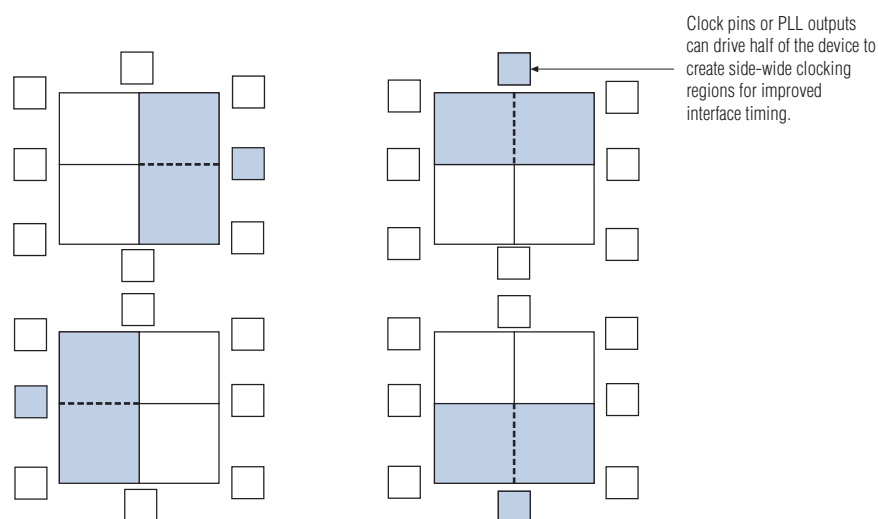 Clock pins or PLL outputs
can drive half of the device to
create side-wide clocking
regions for improved
interface timing.